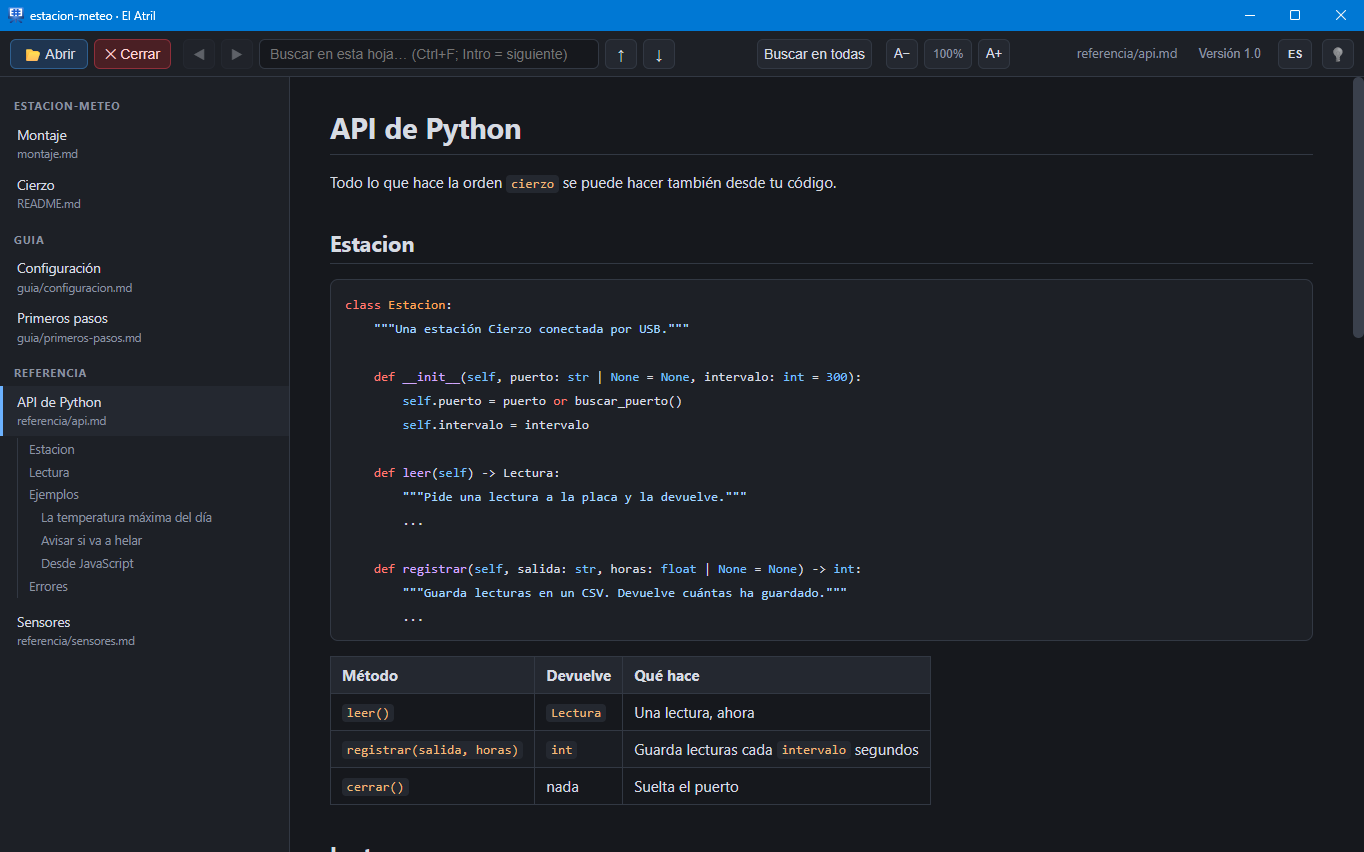 estacion-meteo · El Atril
Abrir
Cerrar
Buscar en esta hoja... (Ctrl+F; Intro = siguiente)
Buscar en todas
A−
100%
A+
referencia/api.md
Versión 1.0
ES
ESTACION-METEO
Montaje
montaje.md
Cierzo
README.md
GUIA
Configuración
guia/configuracion.md
Primeros pasos
guia/primeros-pasos.md
REFERENCIA
API de Python
referencia/api.md
Estacion
Lectura
Ejemplos
La temperatura máxima del día
Avisar si va a helar
Desde JavaScript
Errores
Sensores
referencia/sensores.md
API de Python
Todo lo que hace la orden cierzo se puede hacer también desde tu código.
Estacion
class Estacion:
    """Una estación Cierzo conectada por USB."""
    def __init__(self, puerto: str | None = None, intervalo: int = 300):
        self.puerto = puerto or buscar_puerto()
        self.intervalo = intervalo
    def leer(self) -> Lectura:
        """Pide una lectura a la placa y la devuelve."""
        ...
    def registrar(self, salida: str, horas: float | None = None) -> int:
        """Guarda lecturas en un CSV. Devuelve cuántas ha guardado."""
        ...
Método Devuelve Qué hace
leer() Lectura Una lectura, ahora
registrar(salida, horas) int Guarda lecturas cada intervalo segundos
cerrar() nada Suelta el puerto